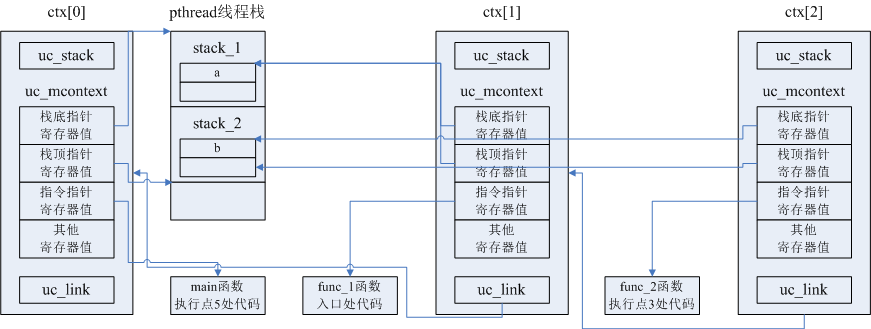 ctx[0]
pthread线程栈
ctx[1]
ctx[2]
uc_stack
uc_mcontext
栈底指针
寄存器值
栈顶指针
寄存器值
指令指针
寄存器值
其他
寄存器值
uc_link
stack_1
a
stack_2
b
main函数
执行点5处代码
func_1函数
入口处代码
uc_stack
uc_mcontext
栈底指针
寄存器值
栈顶指针
寄存器值
指令指针
寄存器值
其他
寄存器值
uc_link
func_2函数
执行点3处代码
uc_stack
uc_mcontext
栈底指针
寄存器值
栈顶指针
寄存器值
指令指针
寄存器值
其他
寄存器值
uc_link